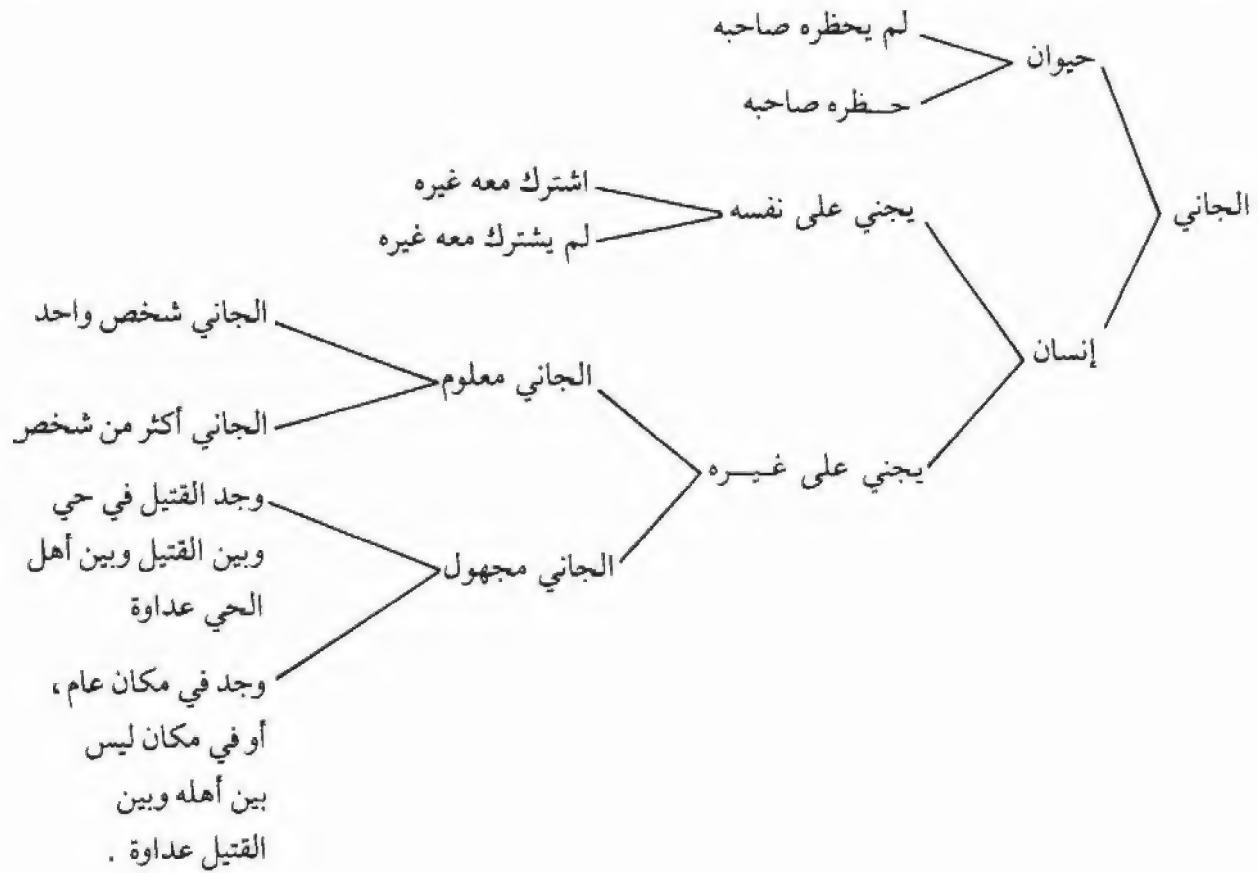 الجاني
حيوان
لم يحظره صاحبه
حظره صاحبه
إنسان
يجني على نفسه
اشترك معه غيره
لم يشترك معه غيره
يجني على غيره
الجاني معلوم
الجاني شخص واحد
الجاني أكثر من شخص
الجاني مجهول
وجد القتيل في حي
وبين القتيل وبين أهل
الحي عداوة
وجد في مكان عام،
أو في مكان ليس
بين أهله وبين
القتيل عداوة .